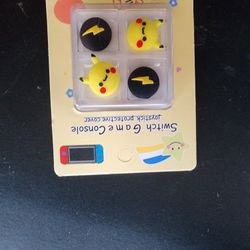 Switch Game Console
joystick protective cover